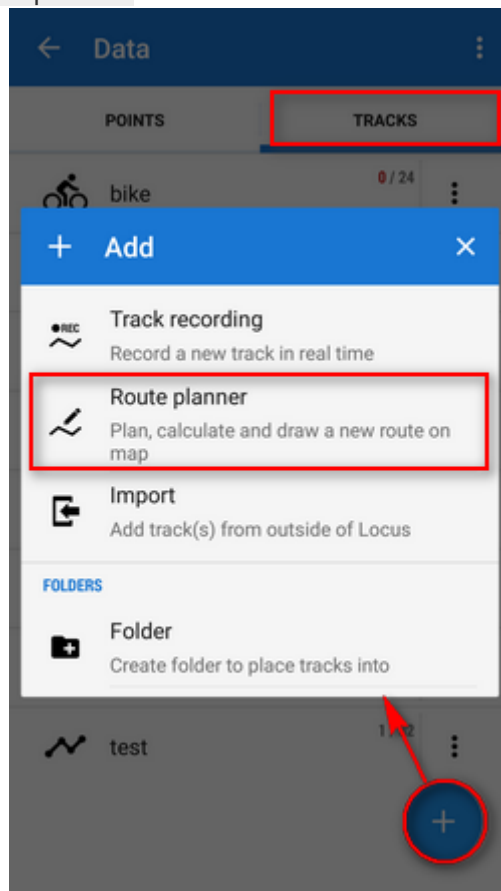 Data
POINTS
TRACKS
bike
0 / 24
Add
Track recording
Record a new track in real time
Route planner
Plan, calculate and draw a new route on
map
Import
Add track(s) from outside of Locus
FOLDERS
Folder
Create folder to place tracks into
test